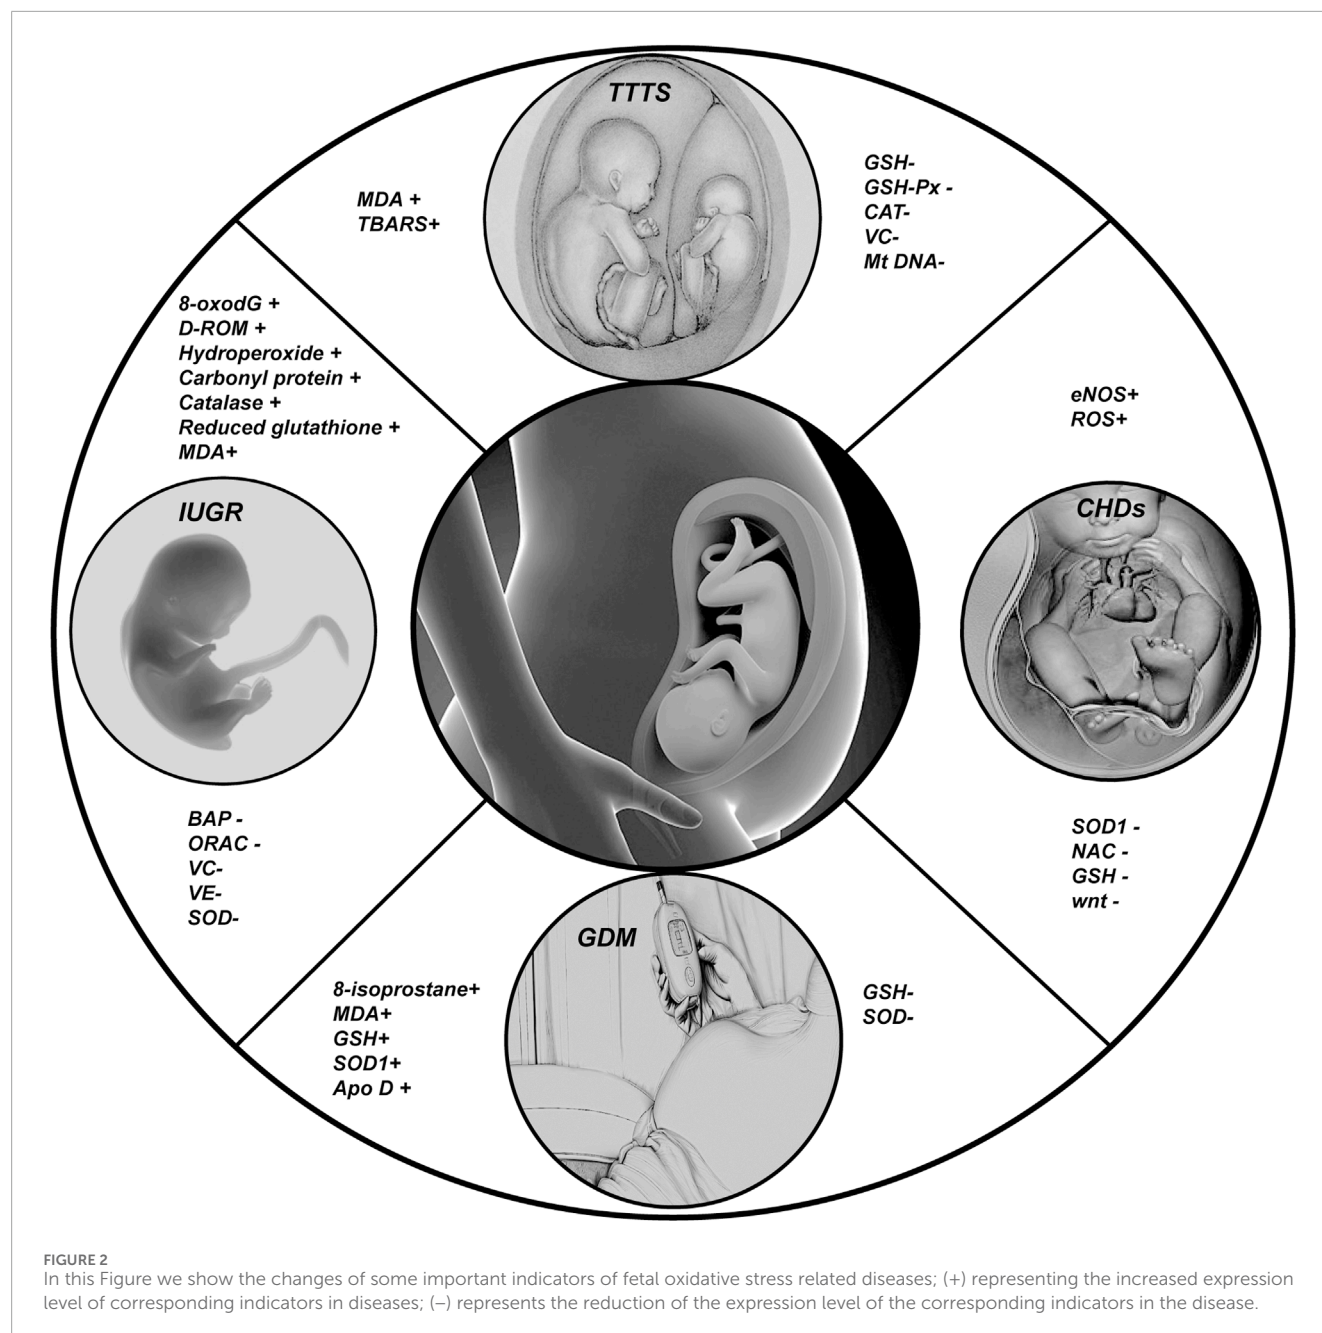 TTTS
MDA +
TBARS+
GSH-
GSH-Px -
CAT-
VC-
Mt DNA-
8-oxodG +
D-ROM +
Hydroperoxide +
Carbonyl protein +
Catalase +
Reduced glutathione +
MDA+
IUGR
BAP -
ORAC -
VC-
VE-
SOD-
eNOS+
ROS+
CHDs
SOD1 -
NAC -
GSH -
wnt -
GDM
8-isoprostane+
MDA+
GSH+
SOD1+
Apo D +
GSH-
SOD-
FIGURE 2
In this Figure we show the changes of some important indicators of fetal oxidative stress related diseases; (+) representing the increased expression
level of corresponding indicators in diseases; (–) represents the reduction of the expression level of the corresponding indicators in the disease.